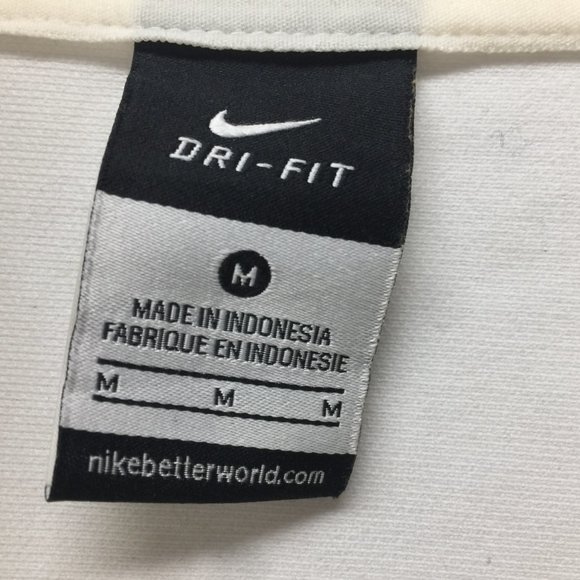 DRI-FIT
M
MADE IN INDONESIA
FABRIQUE EN INDONESIE
M M M
nikebetterworld.com